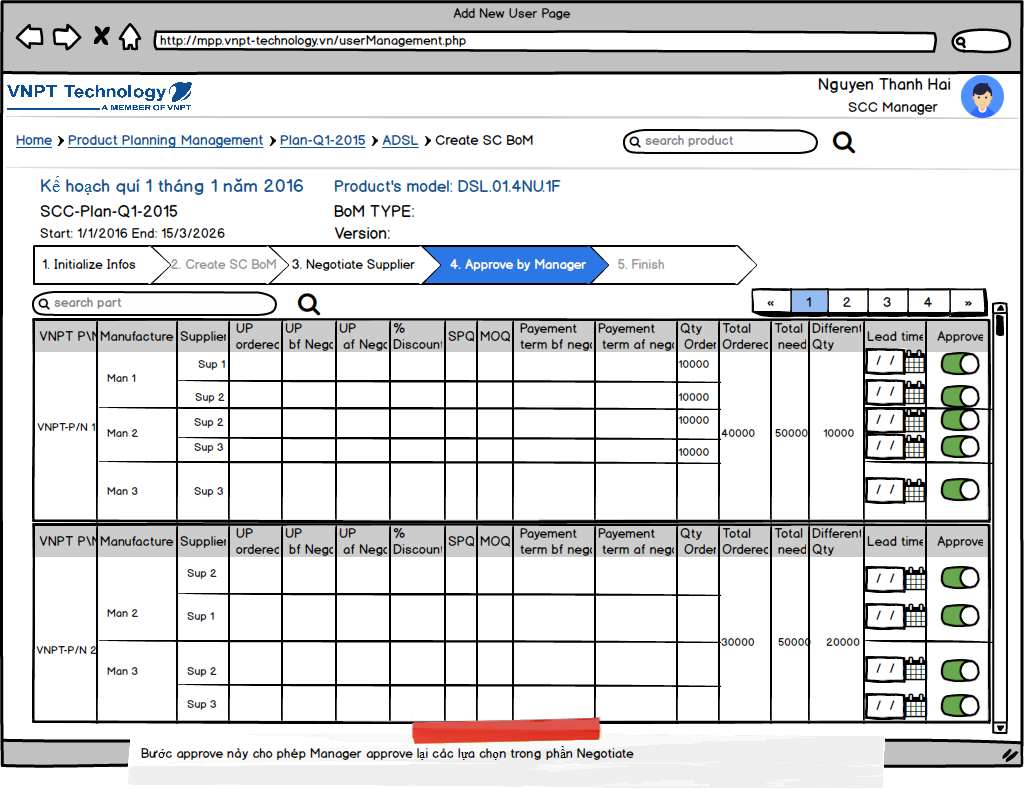 Add New User Page
http://mpp.vnpt-technology.vn/userManagement.php
VNPT Technology
A MEMBER OF VNPT
Nguyen Thanh Hai
SCC Manager
Home Product Planning Management Plan-Q1-2015 ADSL Create SC BoM
search product
Kế hoạch quí 1 tháng 1 năm 2016 Product's model: DSL.01.4NU.1F
SCC-Plan-Q1-2015 BoM TYPE:
Start: 1/1/2016 End: 15/3/2026 Version:
1. Initialize Infos 2. Create SC BoM 3. Negotiate Supplier 4. Approve by Manager 5. Finish
search part
« 1 2 3 4 »
VNPT P\N Manufacture Supplier UP ordered UP bf Nego UP af Nego % Discount SPQ MOQ Payement term bf nego Payement term af nego Qty Order Total Ordered Total need Different Qty Lead time Approve
Man 1 Sup 1 10000 / /
Sup 2 10000 / /
VNPT-P/N 1 Man 2 Sup 2 10000 40000 50000 10000 / /
Sup 3 10000 / /
Man 3 Sup 3 / /
VNPT P\N Manufacture Supplier UP ordered UP bf Nego UP af Nego % Discount SPQ MOQ Payement term bf nego Payement term af nego Qty Order Total Ordered Total need Different Qty Lead time Approve
Sup 2 / /
Man 2 Sup 1 / /
VNPT-P/N 2 30000 50000 20000
Man 3 Sup 2 / /
Sup 3 / /
Bước approve này cho phép Manager approve lại các lựa chọn trong phần Negotiate